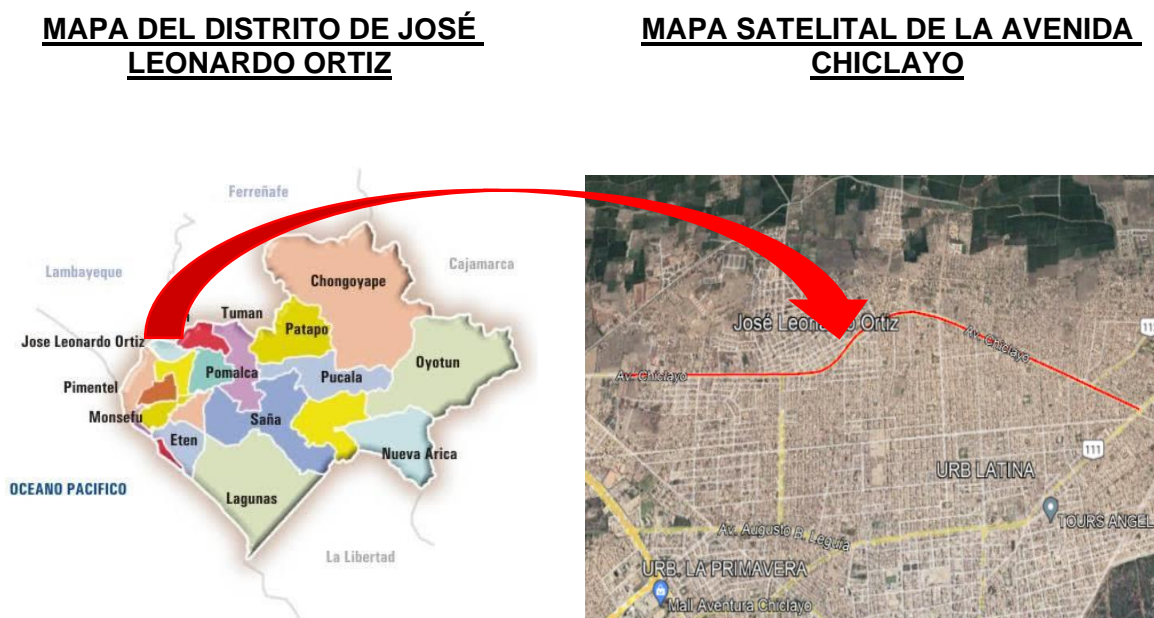 MAPA DEL DISTRITO DE JOSÉ
LEONARDO ORTIZ
MAPA SATELITAL DE LA AVENIDA
CHICLAYO
Ferreñafe
Lambayeque
Cajamarca
Chongoyape
Tuman
Patapo
Jose Leonardo Ortiz
Oyotun
Pomalca
Pucala
Pimentel
Monsefu
Saña
Eten
Nueva Arica
OCEANO PACIFICO
Lagunas
La Libertad
José Leonardo Ortiz
Av. Chiclayo
Av. Chiclayo
111
URB LATINA
TOURS ANGEL
Av. Augusto B. Leguía
URB. LA PRIMAVERA
Mall Aventura Chiclayo